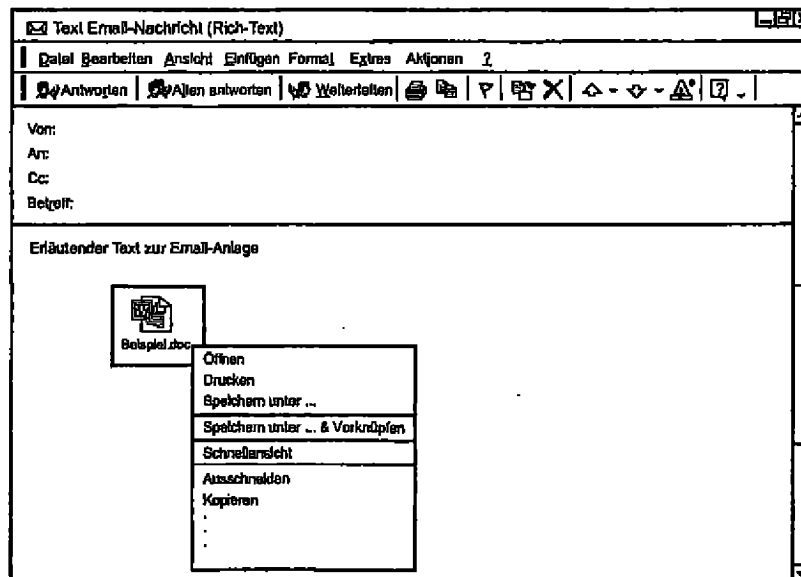 Text Email-Nachricht (Rich-Text)
Datei Bearbeiten Ansicht Einfügen Format Extras Aktionen ?
Antworten Allen antworten Weiterleiten
Von:
An:
Cc:
Betreff:
Erläutender Text zur Email-Anlage
Beispiel.doc
Öffnen
Drucken
Speichern unter ...
Speichern unter ... & Verknüpfen
Schnellansicht
Ausschneiden
Kopieren